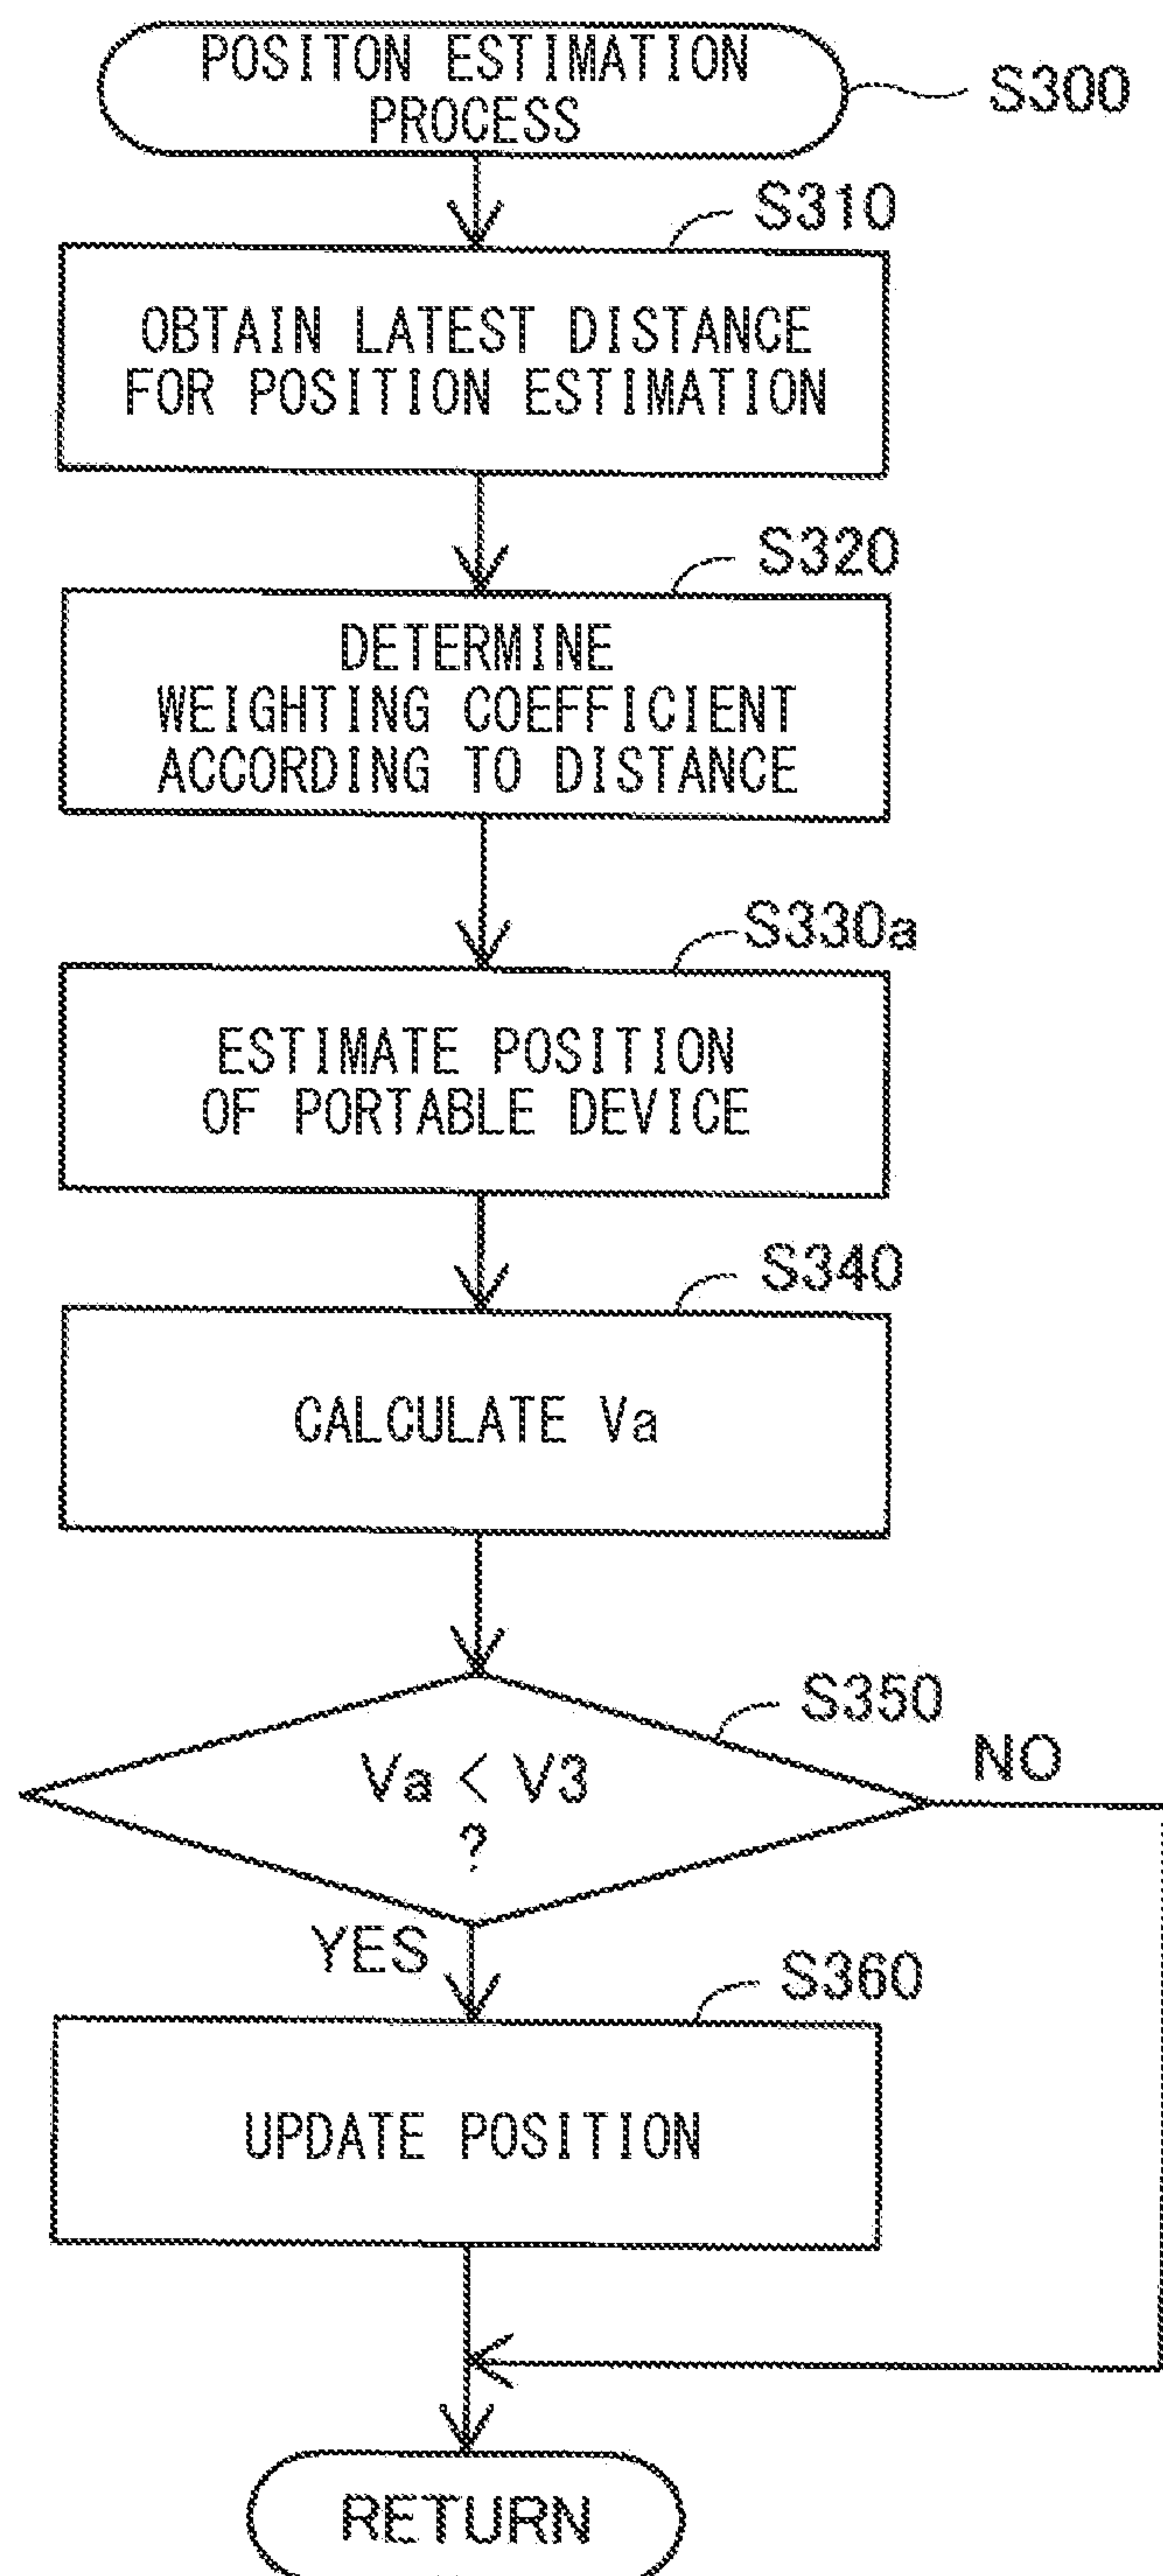 POSITON ESTIMATION
PROCESS
S300
S310
OBTAIN LATEST DISTANCE
FOR POSITION ESTIMATION
S320
DETERMINE
WEIGHTING COEFFICIENT
ACCORDING TO DISTANCE
S330a
ESTIMATE POSITION
OF PORTABLE DEVICE
S340
CALCULATE Va
S350
Va < V3
?
NO
YES
S360
UPDATE POSITION
RETURN